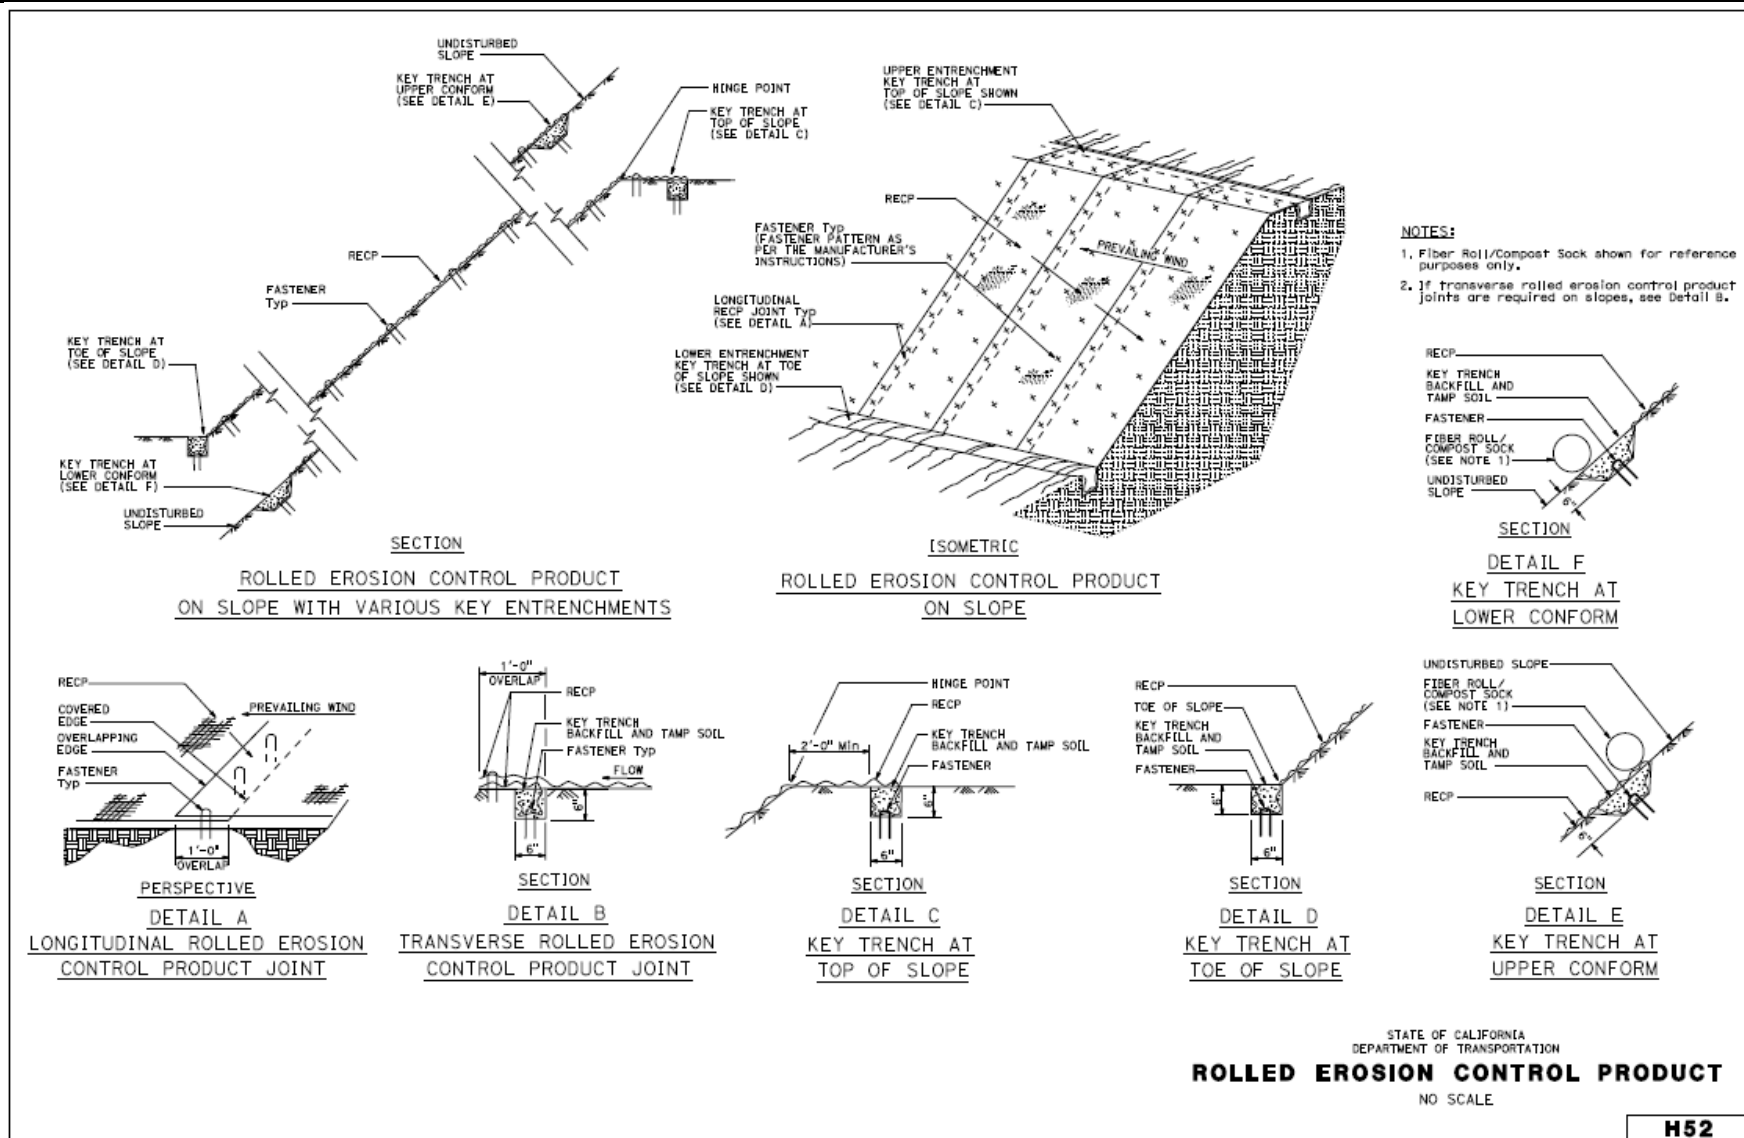 UNDISTURBED
SLOPE
KEY TRENCH AT
UPPER CONFORM
(SEE DETAIL E)
HINGE POINT
KEY TRENCH AT
TOP OF SLOPE
(SEE DETAIL C)
RECP
FASTENER
Typ
KEY TRENCH AT
TOE OF SLOPE
(SEE DETAIL D)
KEY TRENCH AT
LOWER CONFORM
(SEE DETAIL F)
UNDISTURBED
SLOPE
SECTION
ROLLED EROSION CONTROL PRODUCT
ON SLOPE WITH VARIOUS KEY ENTRENCHMENTS
UPPER ENTRENCHMENT
KEY TRENCH AT
TOP OF SLOPE SHOWN
(SEE DETAIL C)
RECP
FASTENER Typ
(FASTENER PATTERN AS
PER THE MANUFACTURER'S
INSTRUCTIONS)
PREVAILING WIND
LONGITUDINAL
RECP JOINT Typ
(SEE DETAIL A)
LOWER ENTRENCHMENT
KEY TRENCH AT TOE
OF SLOPE SHOWN
(SEE DETAIL D)
ISOMETRIC
ROLLED EROSION CONTROL PRODUCT
ON SLOPE
NOTES:
1. Fiber Roll/Compost Sock shown for reference
purposes only.
2. If transverse rolled erosion control product
joints are required on slopes, see Detail B.
RECP
KEY TRENCH
BACKFILL AND
TAMP SOIL
FASTENER
FIBER ROLL/
COMPOST SOCK
(SEE NOTE 1)
UNDISTURBED
SLOPE
6"
SECTION
DETAIL F
KEY TRENCH AT
LOWER CONFORM
RECP
COVERED
EDGE
OVERLAPPING
EDGE
FASTENER
Typ
PREVAILING WIND
1'-0"
OVERLAP
PERSPECTIVE
DETAIL A
LONGITUDINAL ROLLED EROSION
CONTROL PRODUCT JOINT
1'-0"
OVERLAP
RECP
KEY TRENCH
BACKFILL AND TAMP SOIL
FASTENER Typ
FLOW
6"
6"
SECTION
DETAIL B
TRANSVERSE ROLLED EROSION
CONTROL PRODUCT JOINT
HINGE POINT
RECP
2'-0" Min
KEY TRENCH
BACKFILL AND TAMP SOIL
FASTENER
6"
6"
SECTION
DETAIL C
KEY TRENCH AT
TOP OF SLOPE
RECP
TOE OF SLOPE
KEY TRENCH
BACKFILL AND
TAMP SOIL
FASTENER
6"
6"
SECTION
DETAIL D
KEY TRENCH AT
TOE OF SLOPE
UNDISTURBED SLOPE
FIBER ROLL/
COMPOST SOCK
(SEE NOTE 1)
FASTENER
KEY TRENCH
BACKFILL AND
TAMP SOIL
RECP
6"
SECTION
DETAIL E
KEY TRENCH AT
UPPER CONFORM
STATE OF CALIFORNIA
DEPARTMENT OF TRANSPORTATION
ROLLED EROSION CONTROL PRODUCT
NO SCALE
H52